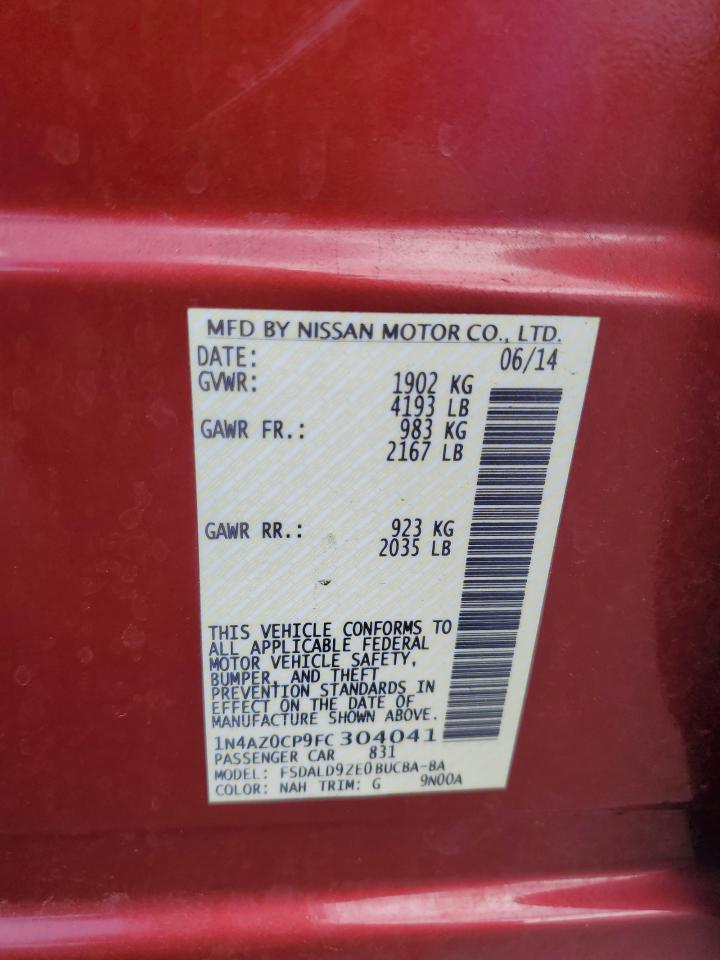 MFD BY NISSAN MOTOR CO., LTD.
DATE: 06/14
GVWR: 1902 KG
4193 LB
GAWR FR.: 983 KG
2167 LB
GAWR RR.: 923 KG
2035 LB
THIS VEHICLE CONFORMS TO
ALL APPLICABLE FEDERAL
MOTOR VEHICLE SAFETY,
BUMPER, AND THEFT
PREVENTION STANDARDS IN
EFFECT ON THE DATE OF
MANUFACTURE SHOWN ABOVE.
1N4AZ0CP9FC304041
PASSENGER CAR 831
MODEL: FSDALD9ZE0BUCBA-BA
COLOR: NAH TRIM: G 9N00A